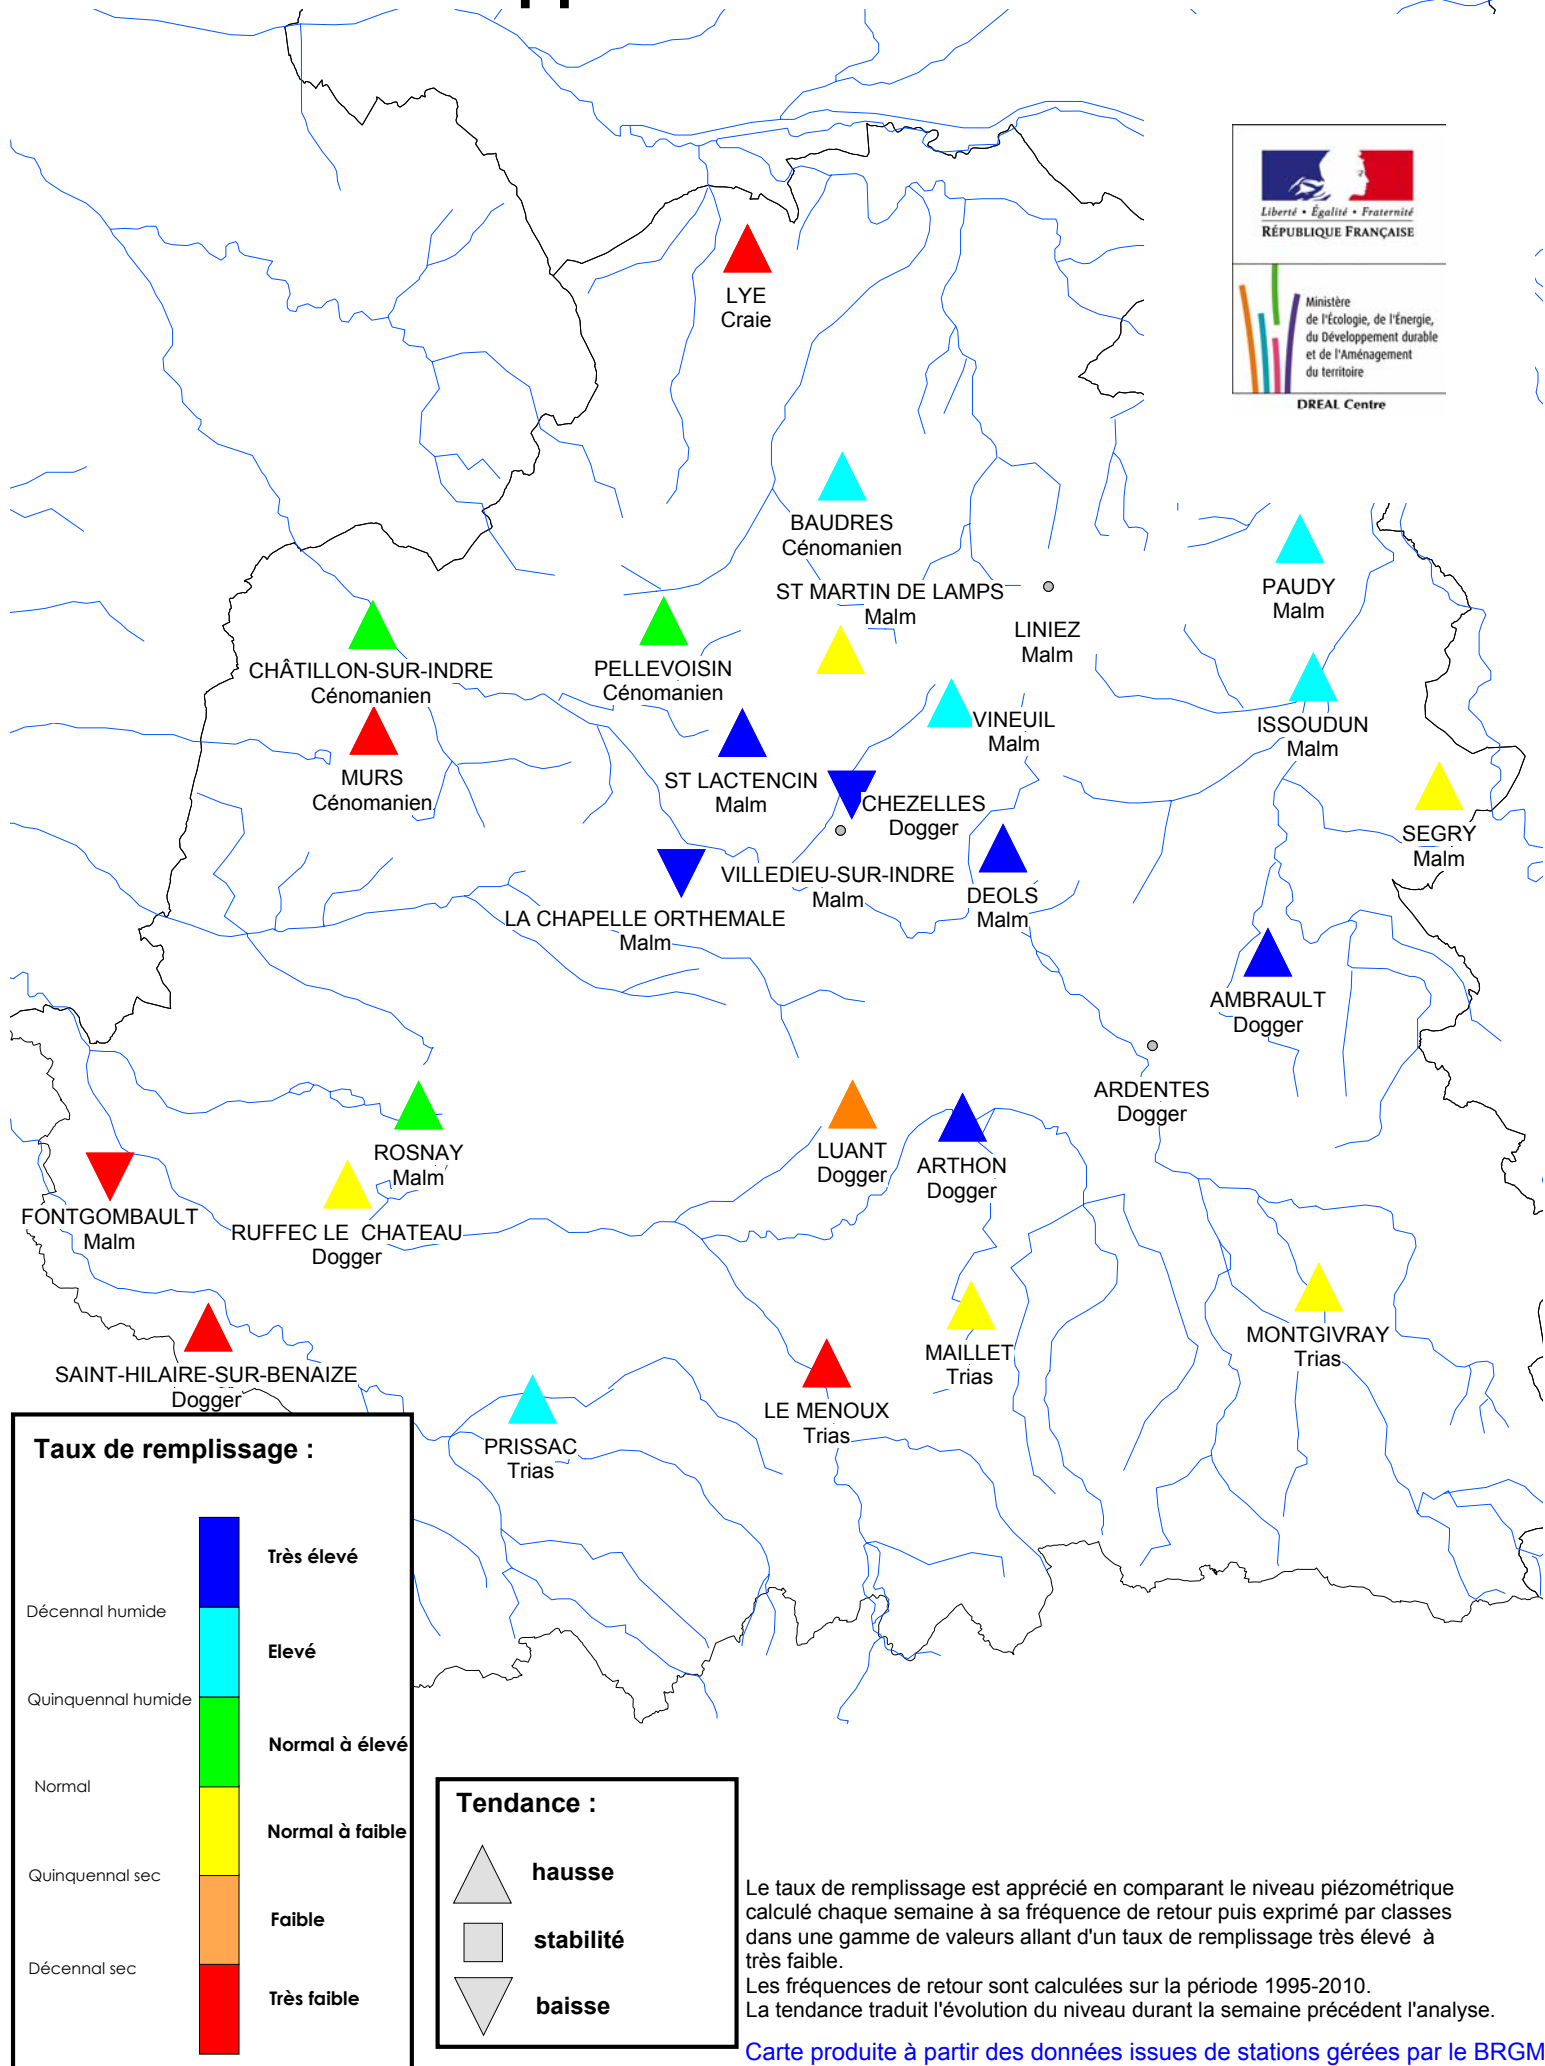 Liberté • Égalité • Fraternité
RÉPUBLIQUE FRANÇAISE
Ministère
de l'Écologie, de l'Énergie,
du Développement durable
et de l'Aménagement
du territoire
DREAL Centre
LYE
Craie
BAUDRES
Cénomanien
ST MARTIN DE LAMPS
Malm
PAUDY
Malm
LINIEZ
Malm
CHÂTILLON-SUR-INDRE
Cénomanien
PELLEVOISIN
Cénomanien
VINEUIL
Malm
ISSOUDUN
Malm
MURS
Cénomanien
ST LACTENCIN
Malm
CHEZELLES
Dogger
SEGRY
Malm
VILLEDIEU-SUR-INDRE
Malm
DEOLS
Malm
LA CHAPELLE ORTHEMALE
Malm
AMBRAULT
Dogger
ARDENTES
Dogger
ROSNAY
Malm
LUANT
Dogger
ARTHON
Dogger
FONTGOMBAULT
Malm
RUFFEC LE  CHATEAU
Dogger
MAILLET
Trias
MONTGIVRAY
Trias
SAINT-HILAIRE-SUR-BENAIZE
Dogger
LE MENOUX
Trias
PRISSAC
Trias
Taux de remplissage :
Très élevé
Décennal humide
Elevé
Quinquennal humide
Normal à élevé
Normal
Normal à faible
Quinquennal sec
Faible
Décennal sec
Très faible
Tendance :
hausse
stabilité
baisse
Le taux de remplissage est apprécié en comparant le niveau piézométrique
calculé chaque semaine à sa fréquence de retour puis exprimé par classes
dans une gamme de valeurs allant d'un taux de remplissage très élevé  à
très faible.
Les fréquences de retour sont calculées sur la période 1995-2010.
La tendance traduit l'évolution du niveau durant la semaine précédent l'analyse.
Carte produite à partir des données issues de stations gérées par le BRGM